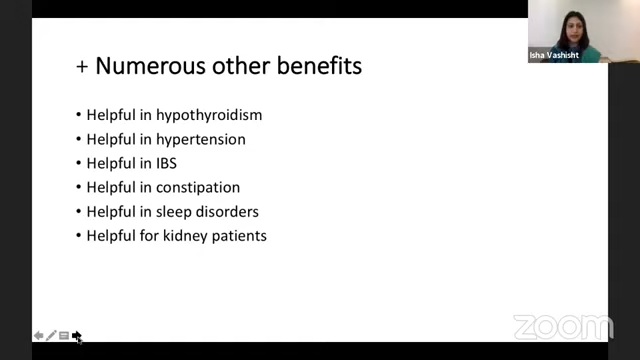 + Numerous other benefits
• Helpful in hypothyroidism
• Helpful in hypertension
• Helpful in IBS
• Helpful in constipation
• Helpful in sleep disorders
• Helpful for kidney patients
Isha Vashisht
zoom